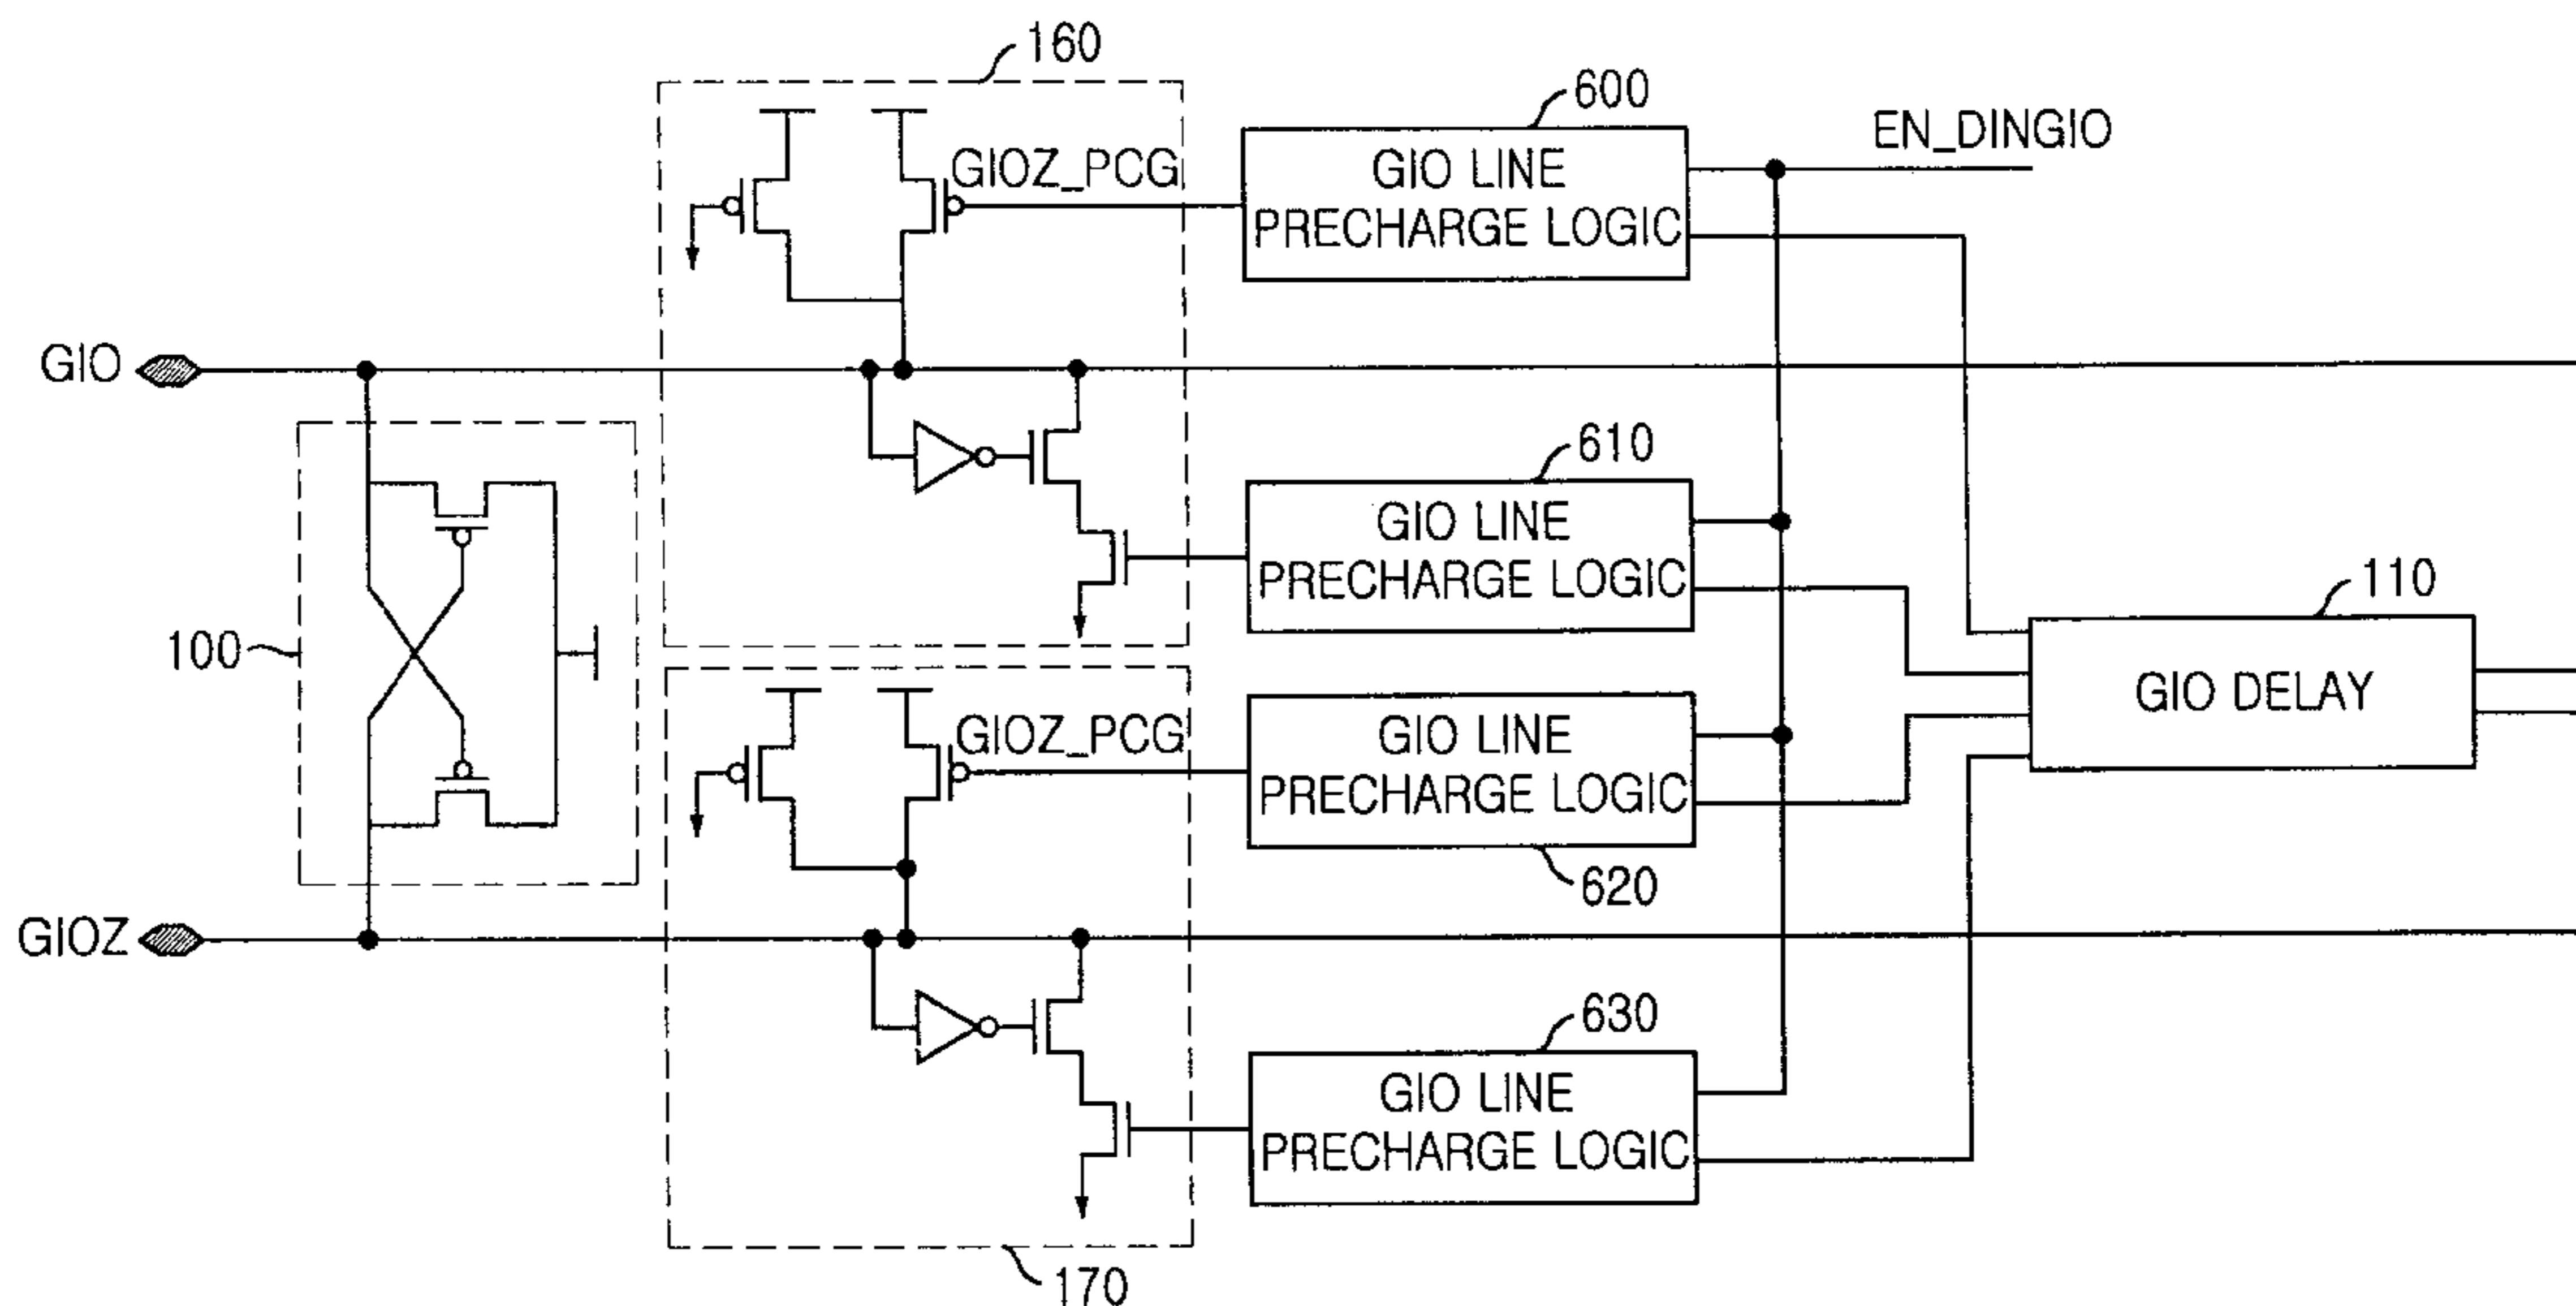 160
600
EN_DINGIO
GIOZ_PCG
GIO LINE
PRECHARGE LOGIC
GIO
610
GIO LINE
PRECHARGE LOGIC
110
100
GIO DELAY
GIOZ_PCG
GIO LINE
PRECHARGE LOGIC
620
GIOZ
630
GIO LINE
PRECHARGE LOGIC
170